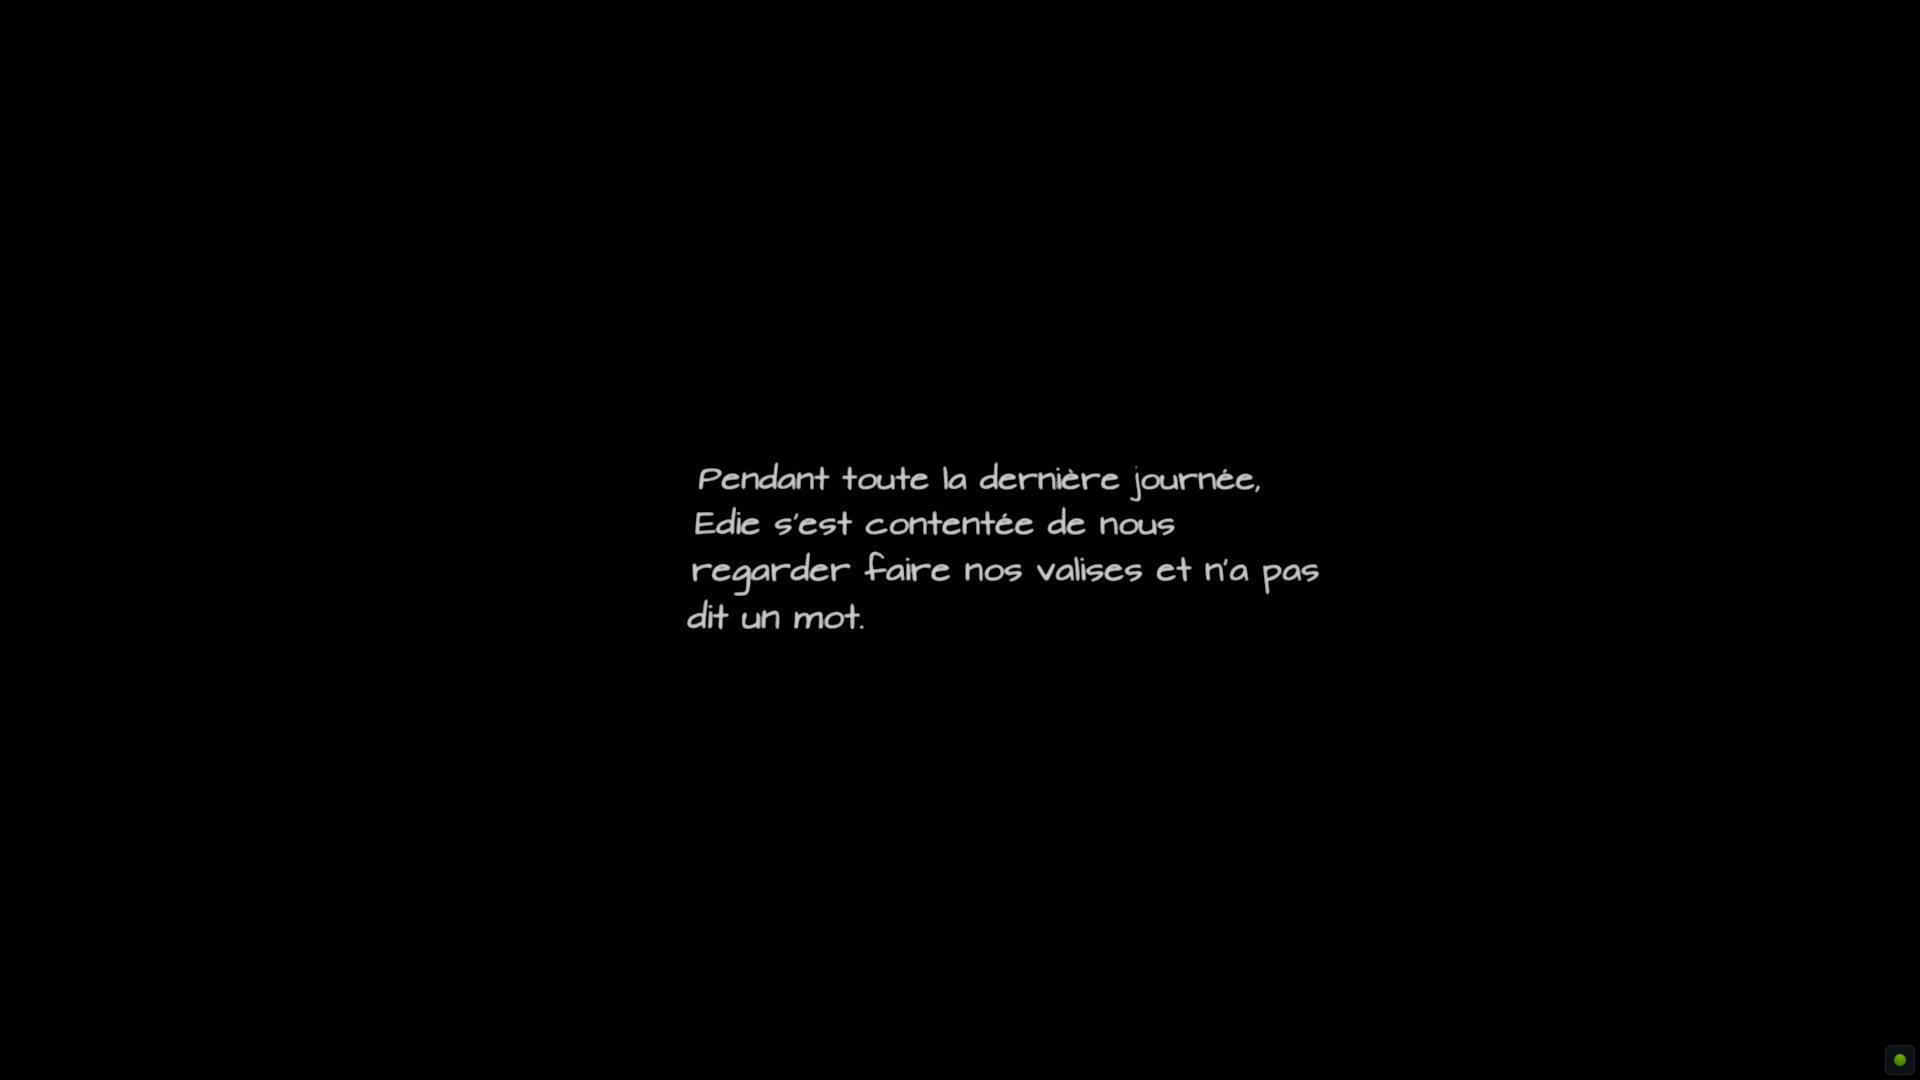 Pendant toute la dernière journée,
Edie s'est contentée de nous
regarder faire nos valises et n'a pas
dit un mot.